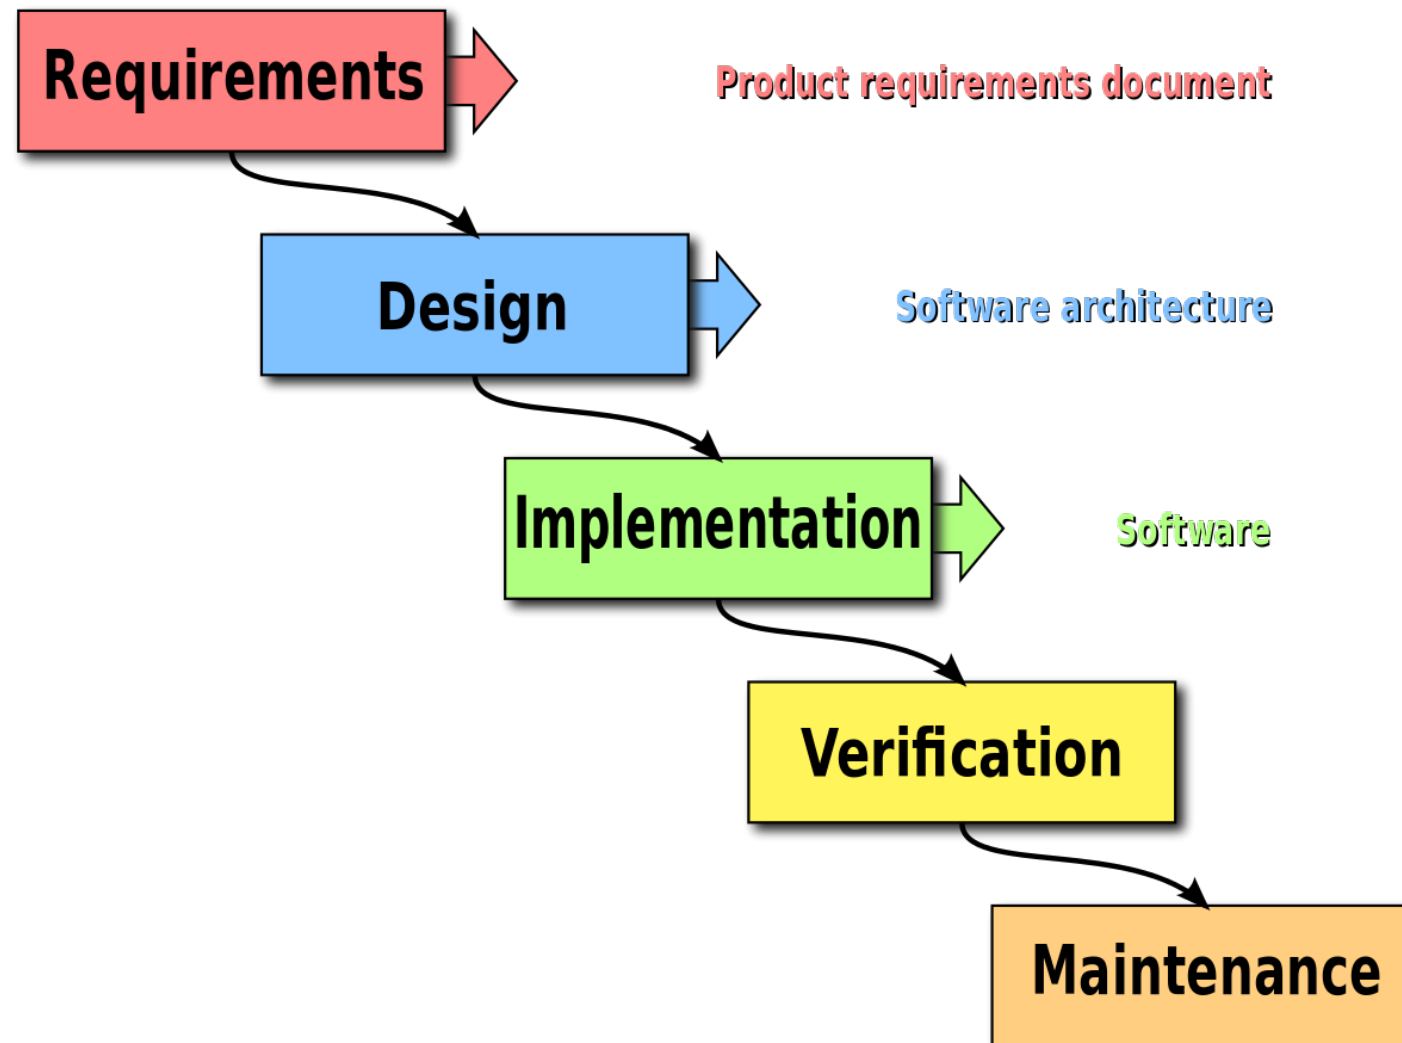 Requirements
Product requirements document
Design
Software architecture
Implementation
Software
Verification
Maintenance